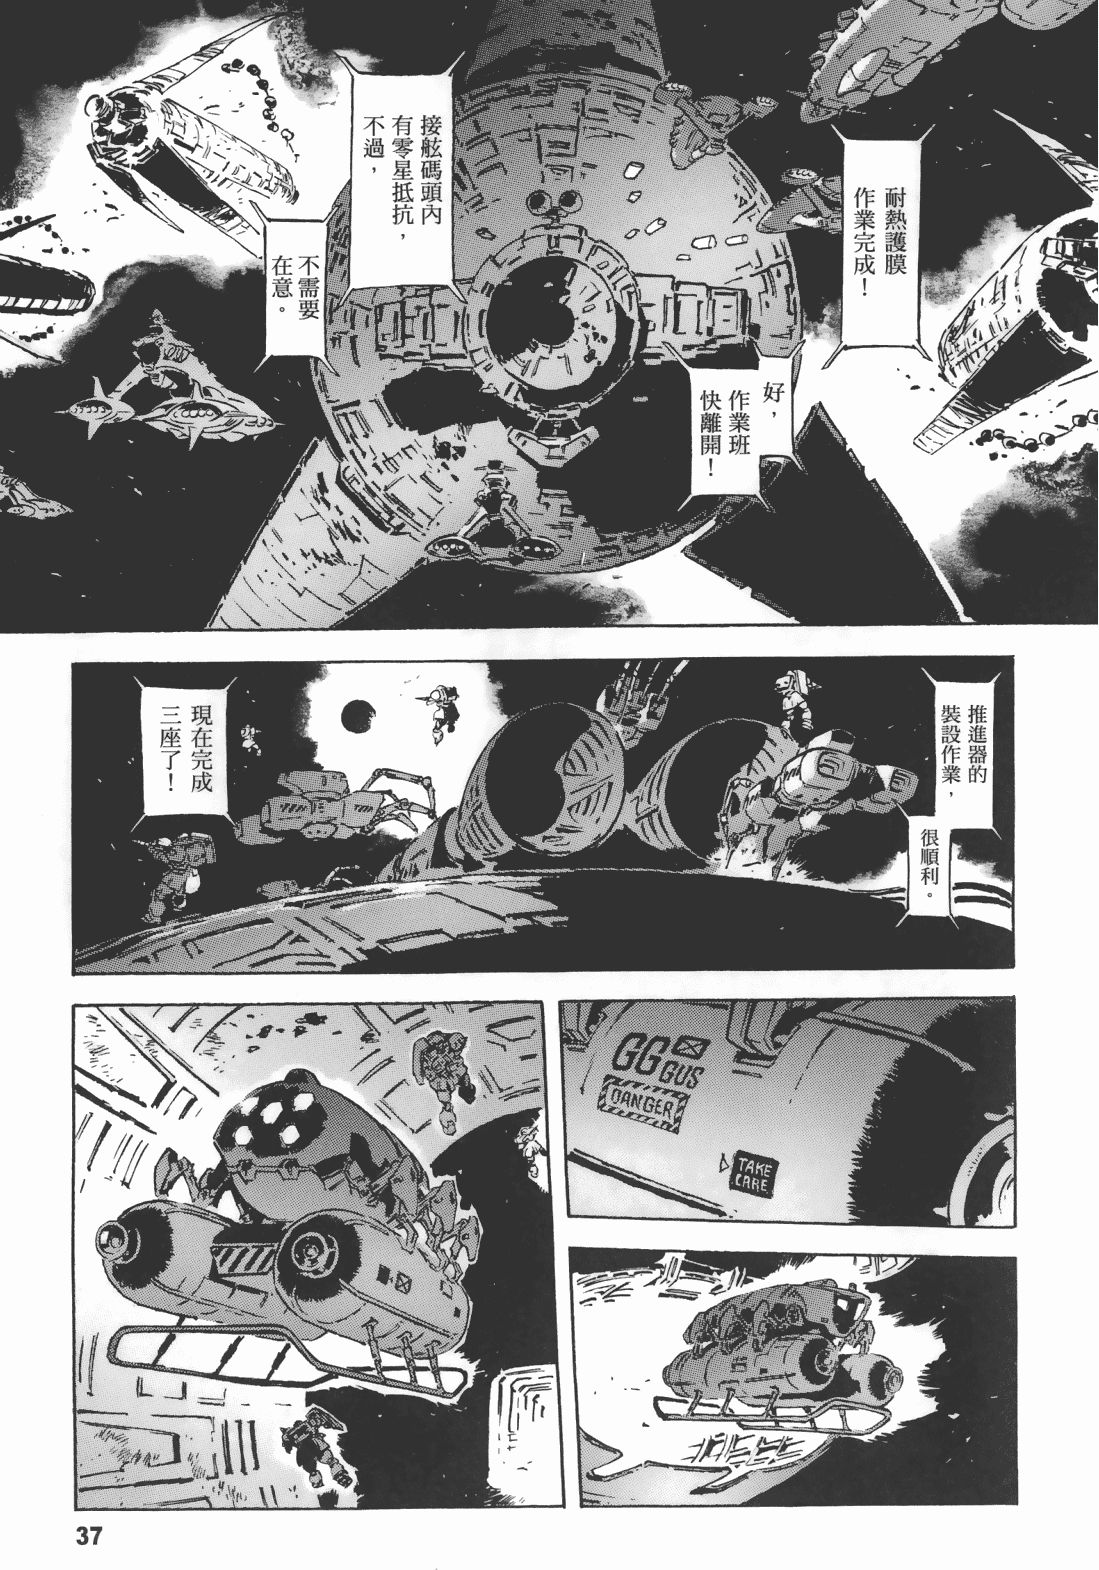 耐熱護膜
作業完成！
接舷碼頭內
有零星抵抗，
不過，
不需要
在意。
好，
作業班
快離開！
推進器的
裝設作業，
很順利。
現在完成
三座了！
GG
GUS
DANGER
TAKE
CARE
37